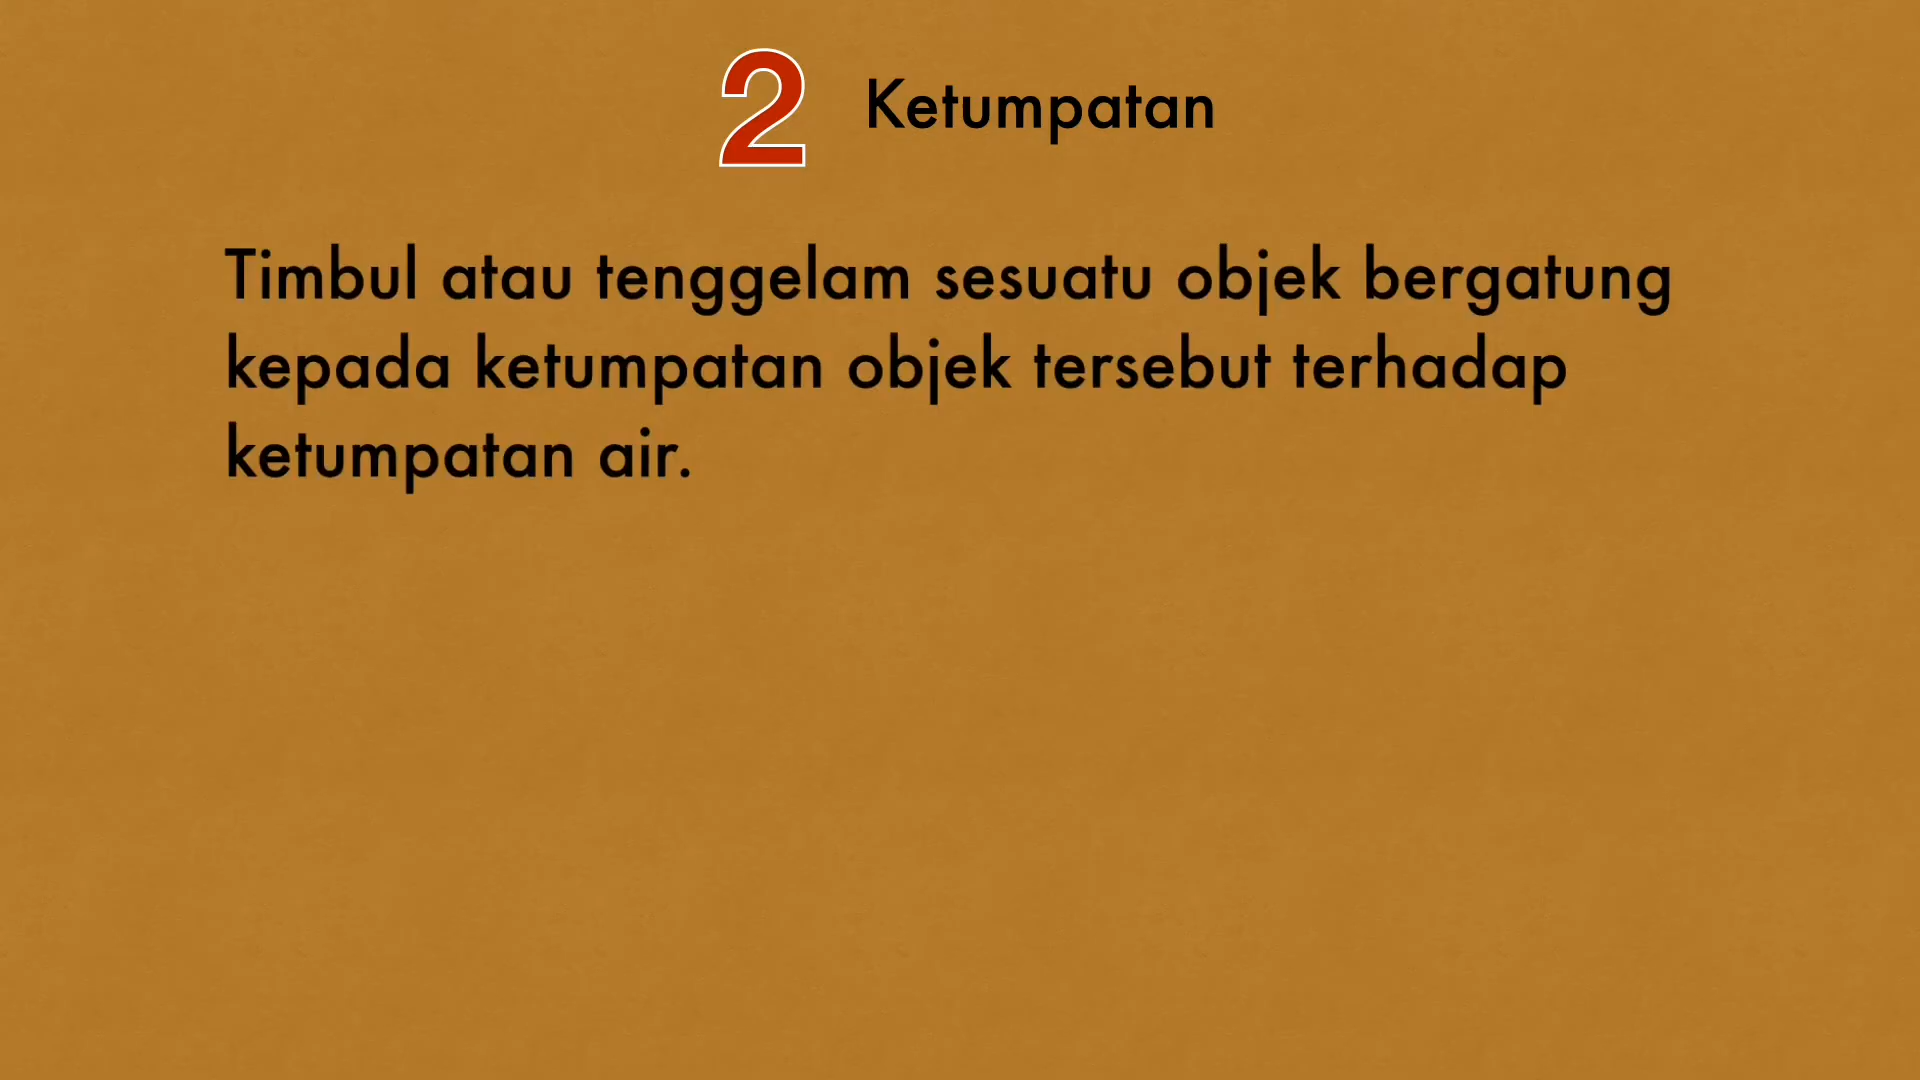 2 Ketumpatan
Timbul atau tenggelam sesuatu objek bergatung
kepada ketumpatan objek tersebut terhadap
ketumpatan air.